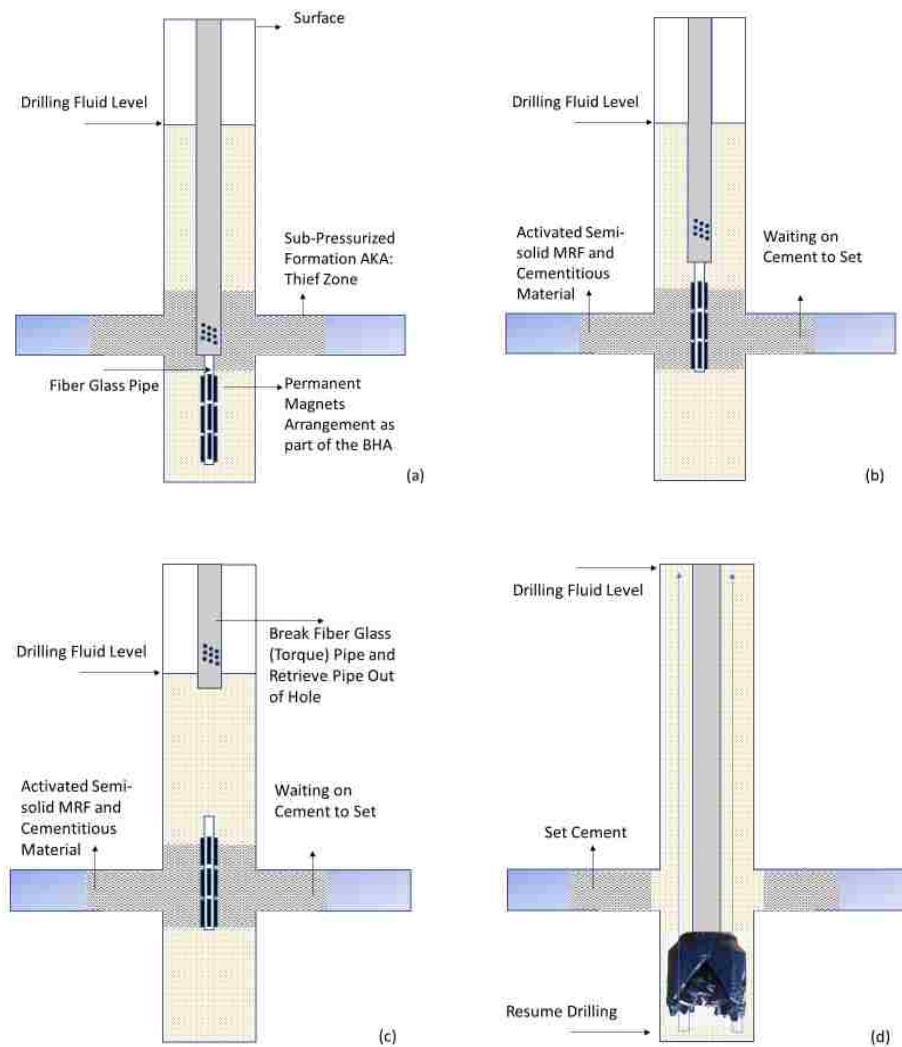 Surface
Drilling Fluid Level
Sub-Pressurized
Formation AKA:
Thief Zone
Fiber Glass Pipe
Permanent
Magnets
Arrangement as
part of the BHA
(a)
Drilling Fluid Level
Activated Semi-
solid MRF and
Cementitious
Material
Waiting on
Cement to Set
(b)
Drilling Fluid Level
Break Fiber Glass
(Torque) Pipe and
Retrieve Pipe Out
of Hole
Activated Semi-
solid MRF and
Cementitious
Material
Waiting on
Cement to Set
(c)
Drilling Fluid Level
Set Cement
Resume Drilling
(d)